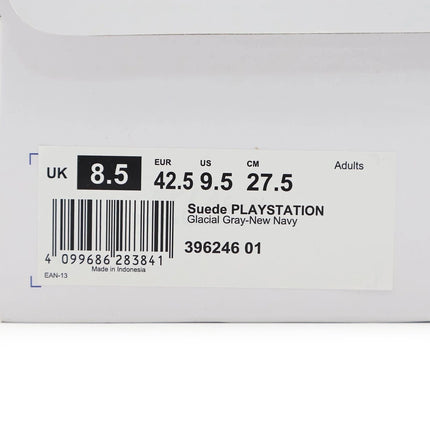 UK 8.5 EUR 42.5 US 9.5 CM 27.5 Adults
Suede PLAYSTATION
Glacial Gray-New Navy
396246 01
4 099686 283841
Made in Indonesia
EAN-13